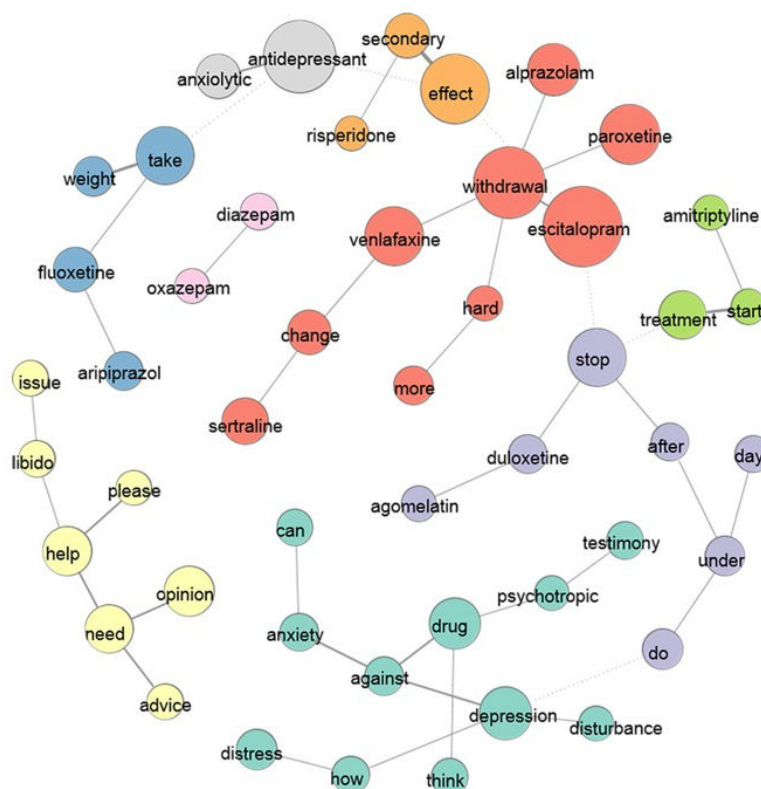 secondary
antidepressant
anxiolytic
effect
alprazolam
risperidone
paroxetine
take
weight
withdrawal
diazepam
escitalopram
amitriptyline
venlafaxine
fluoxetine
oxazepam
hard
treatment
start
change
stop
aripiprazol
issue
more
sertraline
after
day
libido
duloxetine
please
agomelatin
can
testimony
help
under
opinion
psychotropic
need
anxiety
drug
do
against
advice
depression
disturbance
distress
how
think